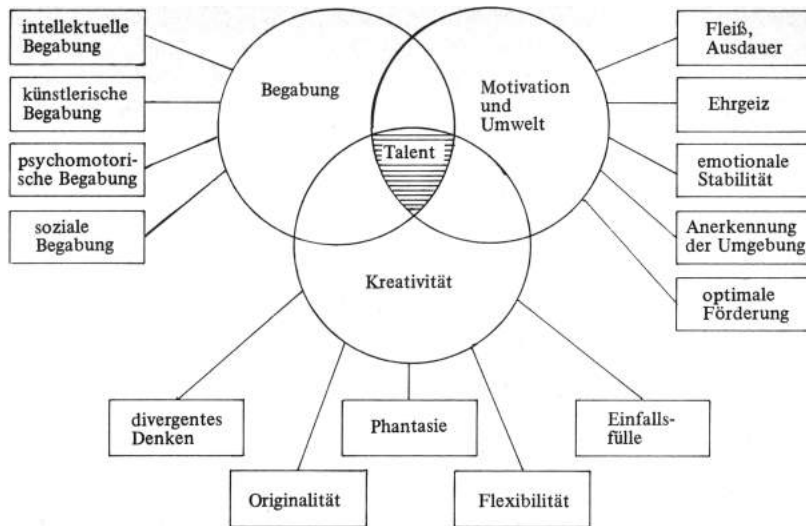 intellektuelle
Begabung
künstlerische
Begabung
psychomotori-
sche Begabung
soziale
Begabung
Begabung
Motivation
und
Umwelt
Talent
Kreativität
Fleiß,
Ausdauer
Ehrgeiz
emotionale
Stabilität
Anerkennung
der Umgebung
optimale
Förderung
divergentes
Denken
Originalität
Phantasie
Flexibilität
Einfalls-
fülle